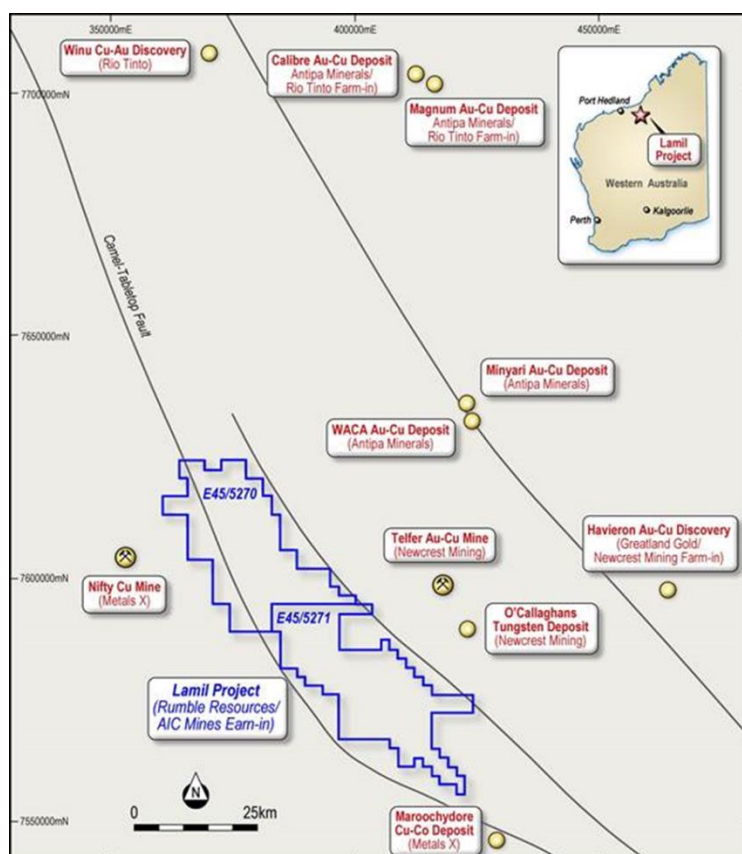 350000mE
400000mE
450000mE
Winu Cu-Au Discovery
(Rio Tinto)
Calibre Au-Cu Deposit
Antipa Minerals/
Rio Tinto Farm-in)
Magnum Au-Cu Deposit
Antipa Minerals/
Rio Tinto Farm-in)
7700000mN
Port Hedland
Lamil
Project
Western Australia
Perth
Kalgoorlie
Camel-Tabletop Fault
7650000mN
Minyari Au-Cu Deposit
(Antipa Minerals)
WACA Au-Cu Deposit
(Antipa Minerals)
E45/5270
Telfer Au-Cu Mine
(Newcrest Mining)
Havieron Au-Cu Discovery
(Greatland Gold/
Newcrest Mining Farm-in)
7600000mN
Nifty Cu Mine
(Metals X)
E45/5271
O'Callaghans
Tungsten Deposit
(Newcrest Mining)
Lamil Project
(Rumble Resources/
AIC Mines Earn-in)
N
0
25km
7550000mN
Maroochydore
Cu-Co Deposit
(Metals X)